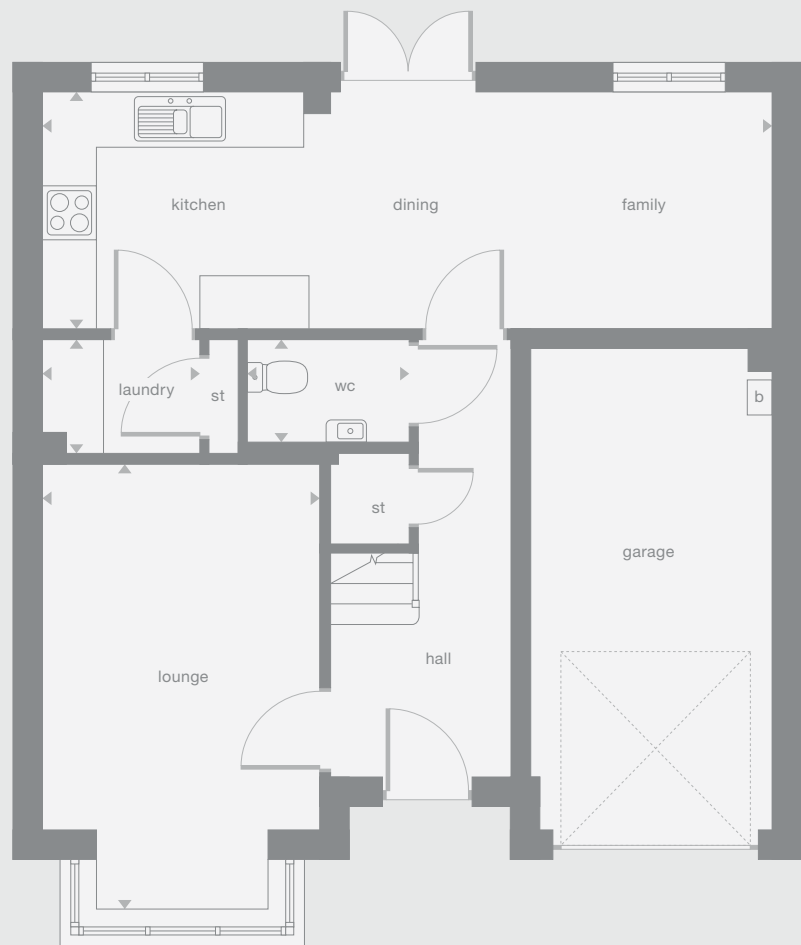 kitchen
dining
family
laundry
st
wc
b
st
garage
hall
lounge